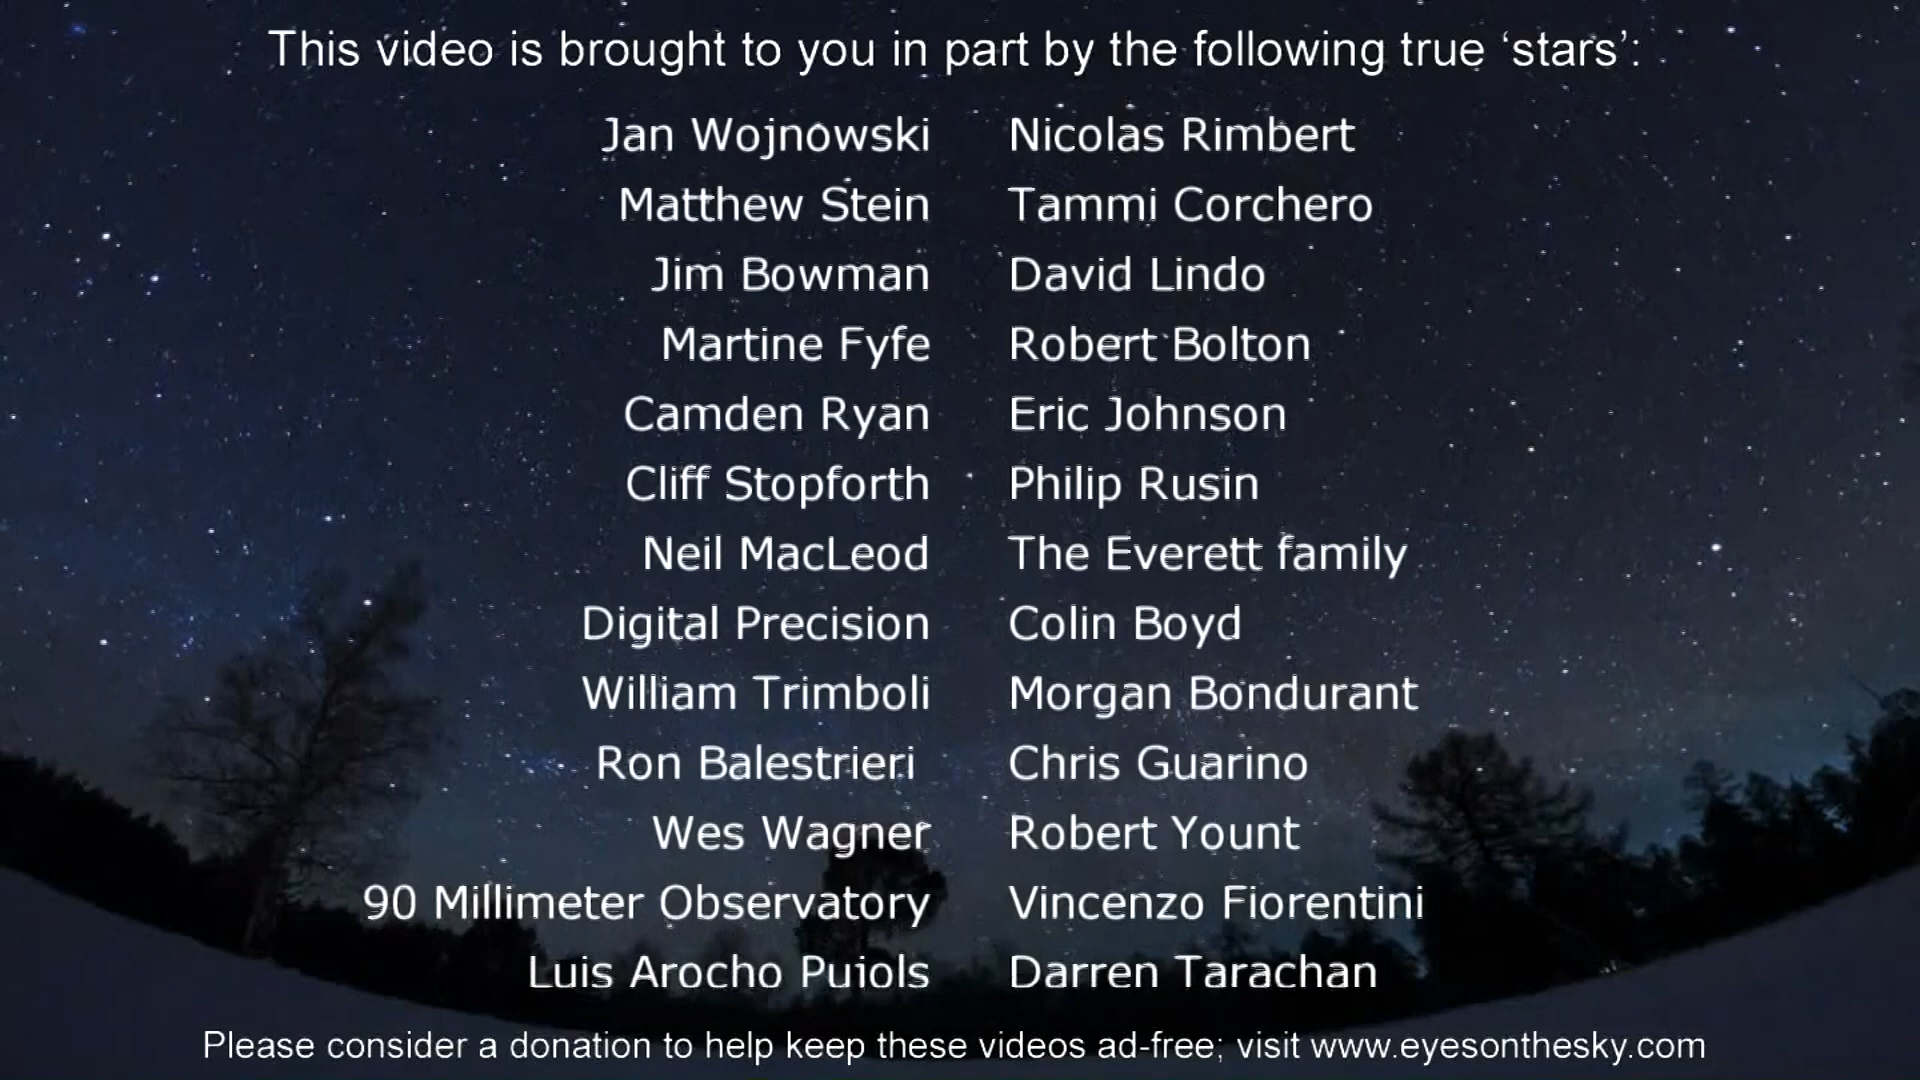 This video is brought to you in part by the following true ‘stars’:
Jan Wojnowski Nicolas Rimbert
Matthew Stein Tammi Corchero
Jim Bowman David Lindo
Martine Fyfe Robert Bolton
Camden Ryan Eric Johnson
Cliff Stopforth Philip Rusin
Neil MacLeod The Everett family
Digital Precision Colin Boyd
William Trimboli Morgan Bondurant
Ron Balestrieri Chris Guarino
Wes Wagner Robert Yount
90 Millimeter Observatory Vincenzo Fiorentini
Luis Arocho Pujols Darren Tarachan
Please consider a donation to help keep these videos ad-free; visit www.eyesonthesky.com